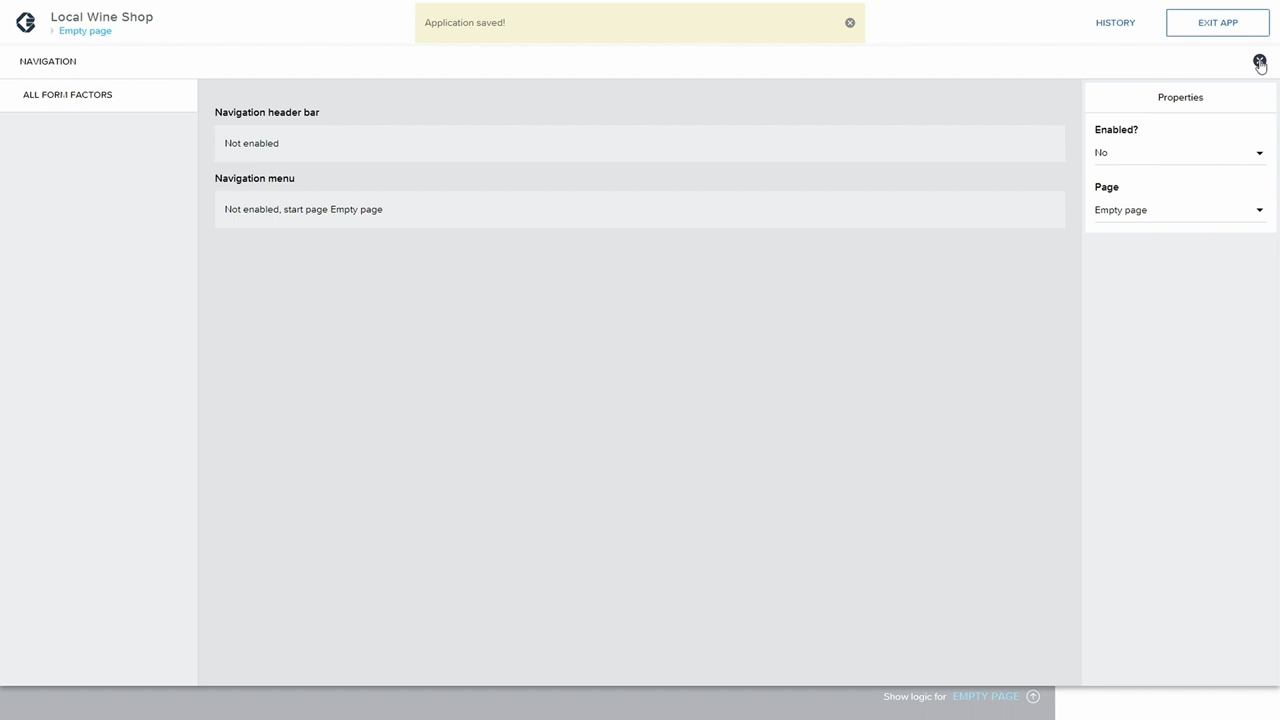 Local Wine Shop
› Empty page
Application saved!
HISTORY
EXIT APP
NAVIGATION
ALL FORM FACTORS
Navigation header bar
Not enabled
Navigation menu
Not enabled, start page Empty page
Properties
Enabled?
No
Page
Empty page
Show logic for EMPTY PAGE